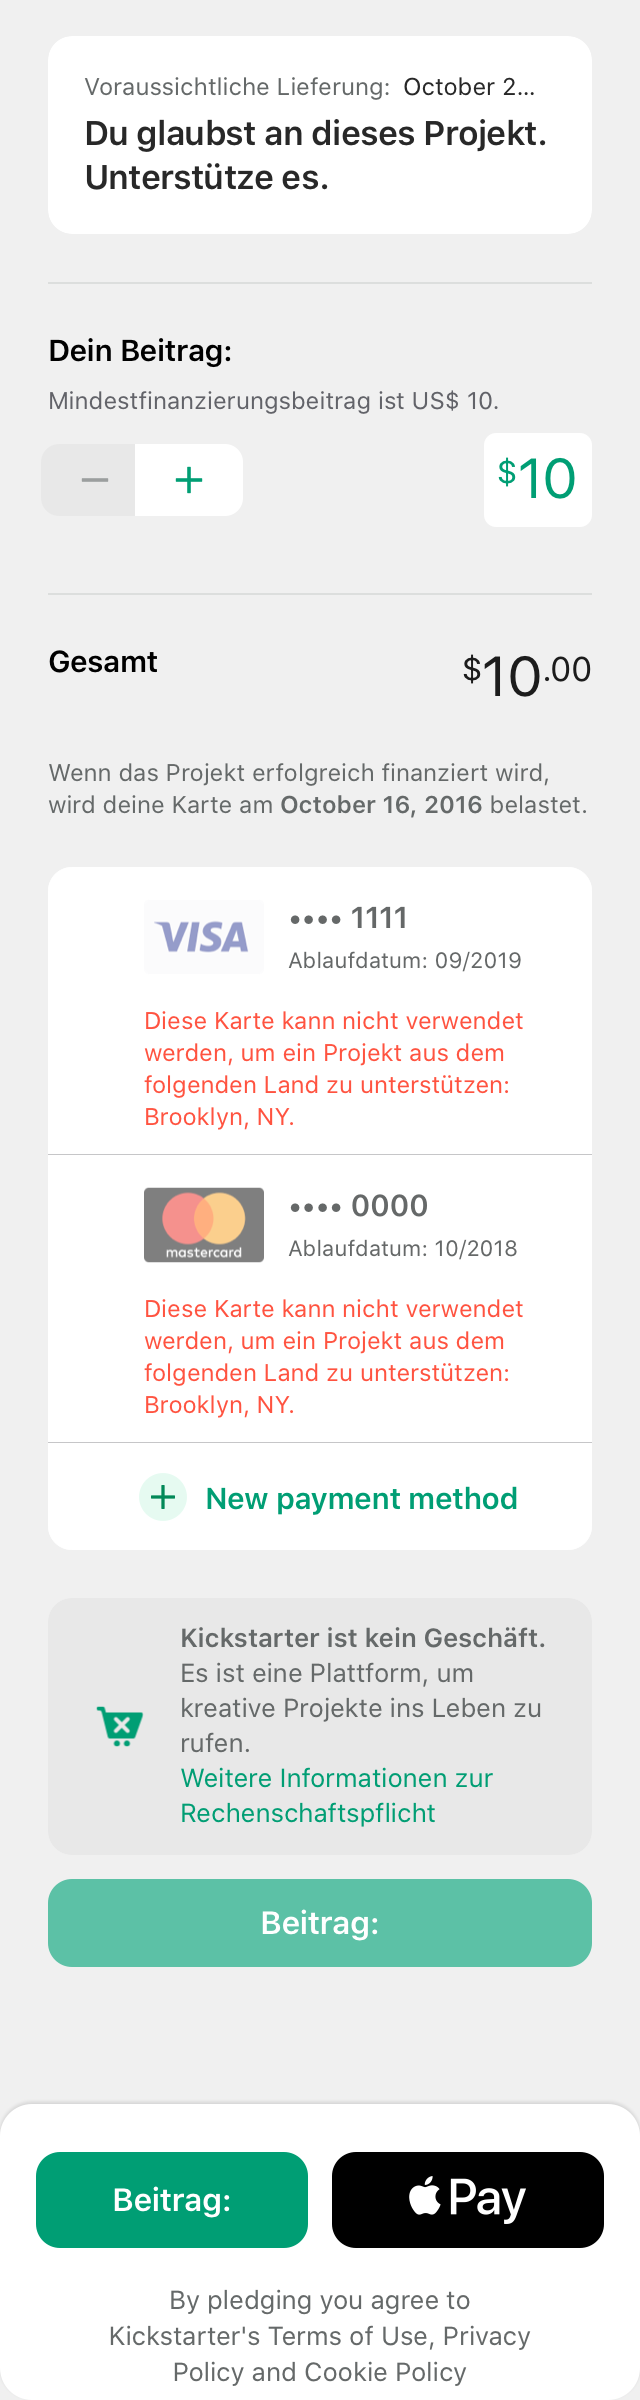 Voraussichtliche Lieferung: October 2...
Du glaubst an dieses Projekt.
Unterstütze es.
Dein Beitrag:
Mindestfinanzierungsbeitrag ist US$ 10.
− +
$10
Gesamt
$10.00
Wenn das Projekt erfolgreich finanziert wird,
wird deine Karte am October 16, 2016 belastet.
VISA
•••• 1111
Ablaufdatum: 09/2019
Diese Karte kann nicht verwendet
werden, um ein Projekt aus dem
folgenden Land zu unterstützen:
Brooklyn, NY.
mastercard
•••• 0000
Ablaufdatum: 10/2018
Diese Karte kann nicht verwendet
werden, um ein Projekt aus dem
folgenden Land zu unterstützen:
Brooklyn, NY.
+ New payment method
Kickstarter ist kein Geschäft.
Es ist eine Plattform, um
kreative Projekte ins Leben zu
rufen.
Weitere Informationen zur
Rechenschaftspflicht
Beitrag:
Beitrag:
Pay
By pledging you agree to
Kickstarter's Terms of Use, Privacy
Policy and Cookie Policy